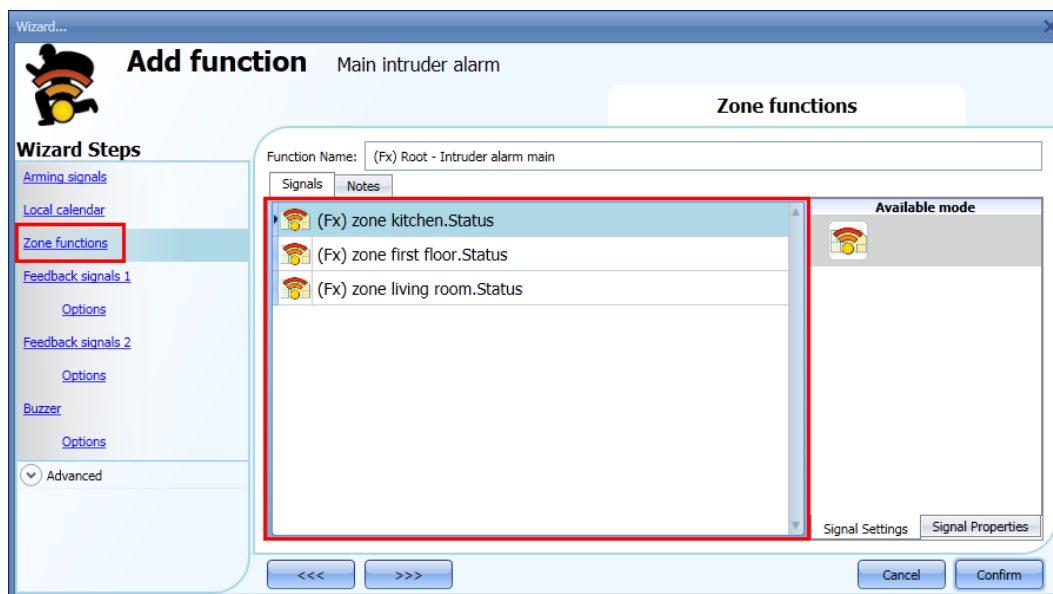 Wizard...
Add function Main intruder alarm
Zone functions
Wizard Steps
Arming signals
Local calendar
Zone functions
Feedback signals 1
Options
Feedback signals 2
Options
Buzzer
Options
Advanced
Function Name: (Fx) Root - Intruder alarm main
Signals Notes
(Fx) zone kitchen.Status
(Fx) zone first floor.Status
(Fx) zone living room.Status
Available mode
Signal Settings Signal Properties
<<< >>> Cancel Confirm